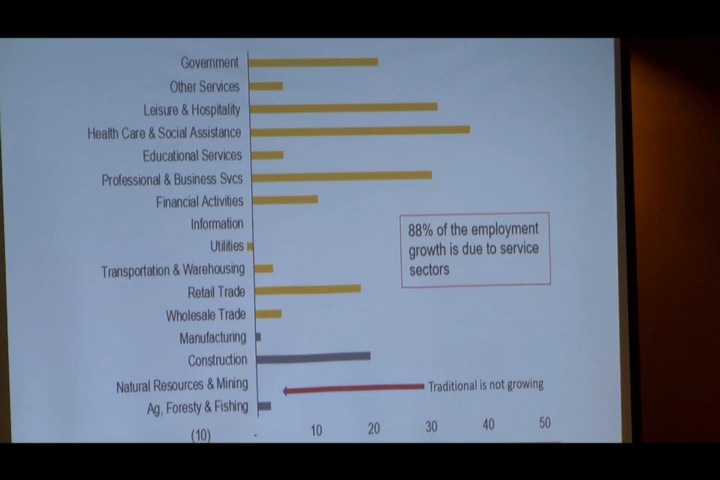 Government
Other Services
Leisure & Hospitality
Health Care & Social Assistance
Educational Services
Professional & Business Svcs
Financial Activities
Information
Utilities
Transportation & Warehousing
Retail Trade
Wholesale Trade
Manufacturing
Construction
Natural Resources & Mining
Ag, Foresty & Fishing
88% of the employment
growth is due to service
sectors
Traditional is not growing
(10) - 10 20 30 40 50